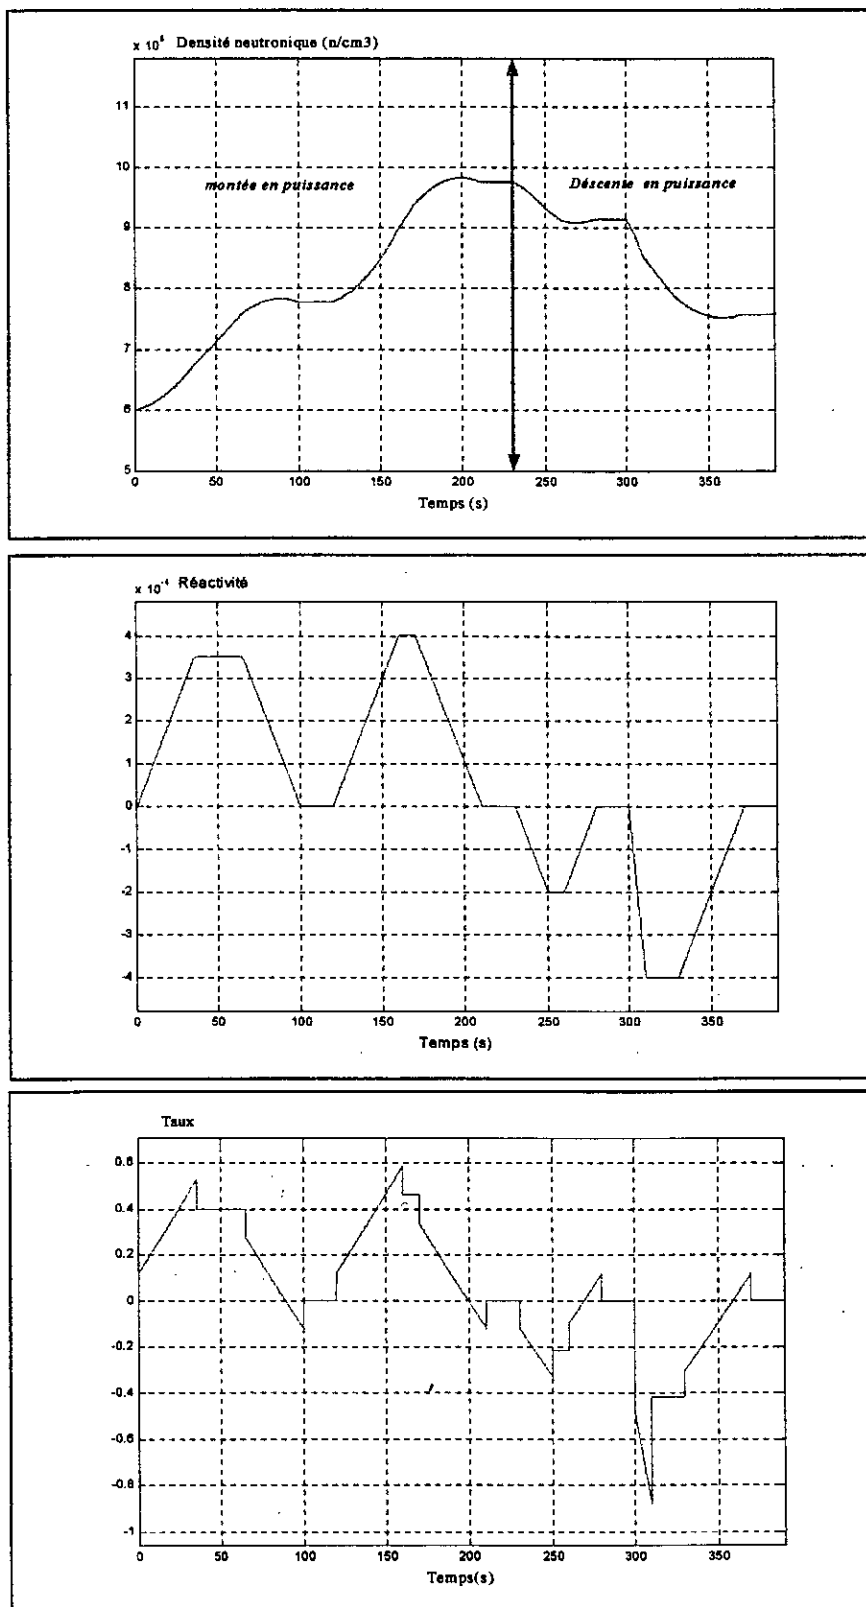 x 10⁶ Densité neutronique (n/cm3)
11
10
9
8
7
6
5
montée en puissance
Déscente en puissance
0 50 100 150 200 250 300 350
Temps (s)
x 10⁻⁴ Réactivité
4
3
2
1
0
-1
-2
-3
-4
0 50 100 150 200 250 300 350
Temps (s)
Taux
0.6
0.4
0.2
0
-0.2
-0.4
-0.6
-0.8
-1
0 50 100 150 200 250 300 350
Temps(s)